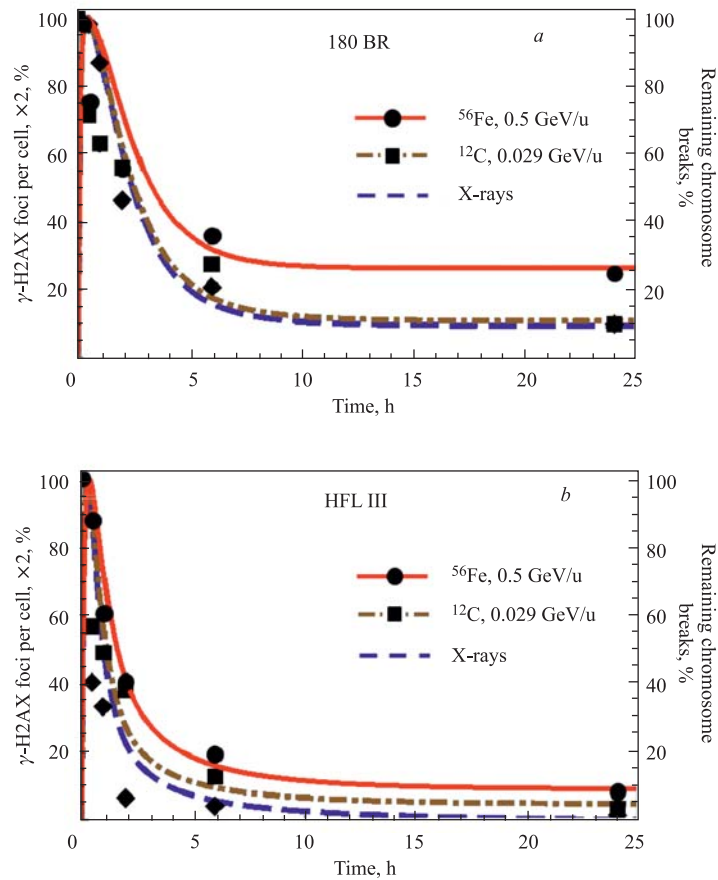 180 BR
a
γ-H2AX foci per cell, ×2, %
100
80
60
40
20
Remaining chromosome
breaks, %
100
80
60
40
20
⁵⁶Fe, 0.5 GeV/u
¹²C, 0.029 GeV/u
X-rays
0 5 10 15 20 25
Time, h
HFL III
b
γ-H2AX foci per cell, ×2, %
100
80
60
40
20
Remaining chromosome
breaks, %
100
80
60
40
20
⁵⁶Fe, 0.5 GeV/u
¹²C, 0.029 GeV/u
X-rays
0 5 10 15 20 25
Time, h